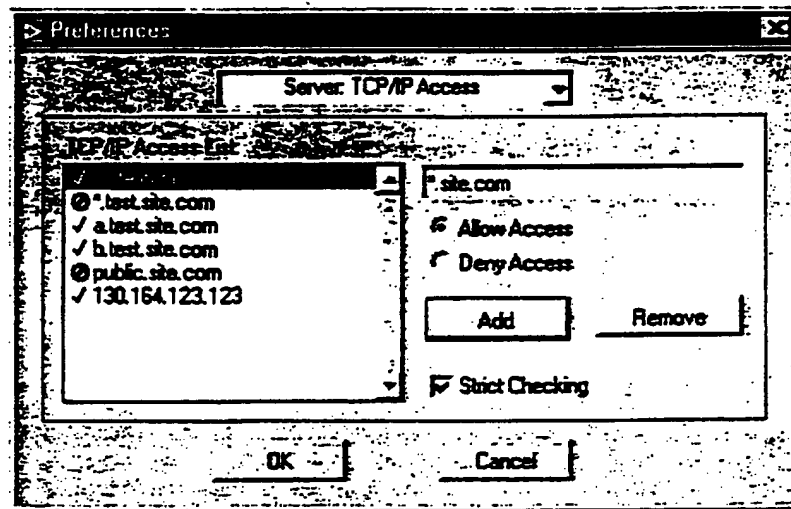 Preferences
Server: TCP/IP Access
TCP/IP Access List
*.site.com
⊘ *.test.site.com
✓ a.test.site.com
✓ b.test.site.com
⊘ public.site.com
✓ 130.164.123.123
Allow Access
Deny Access
Add
Remove
Strict Checking
OK
Cancel